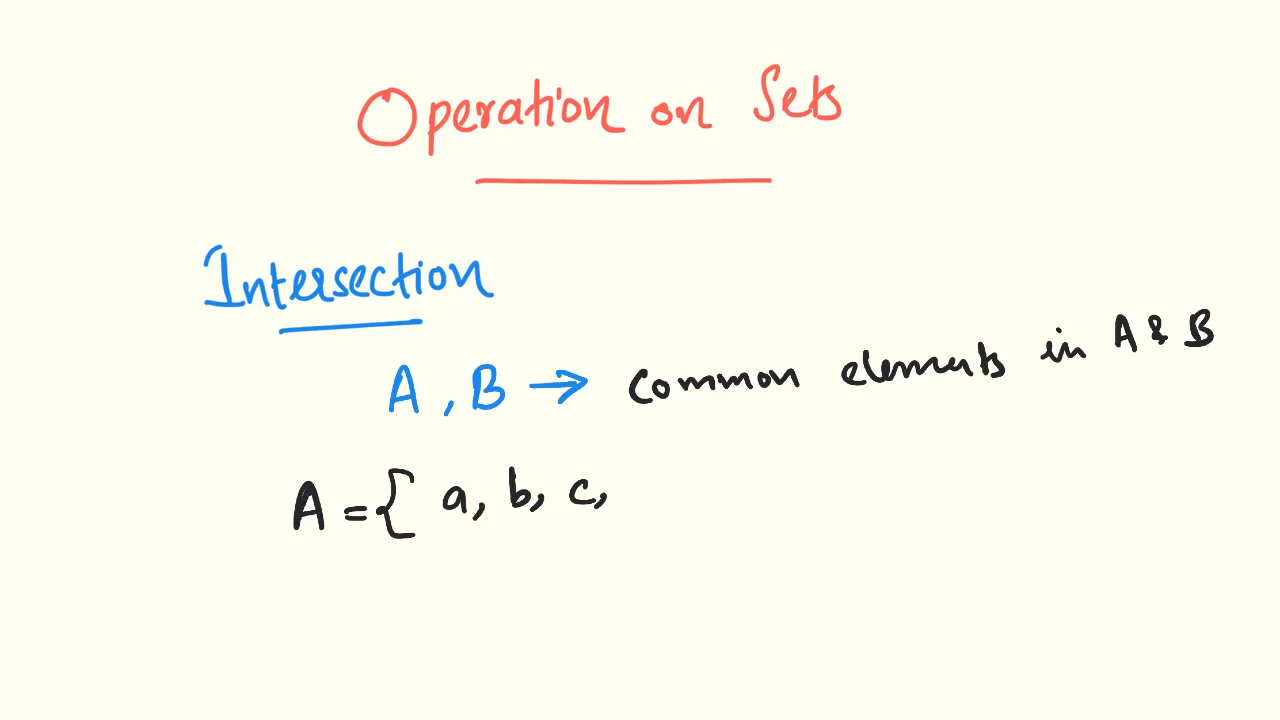 Operation on Sets
Intersection
A, B → Common elements in A & B
A = { a, b, c,